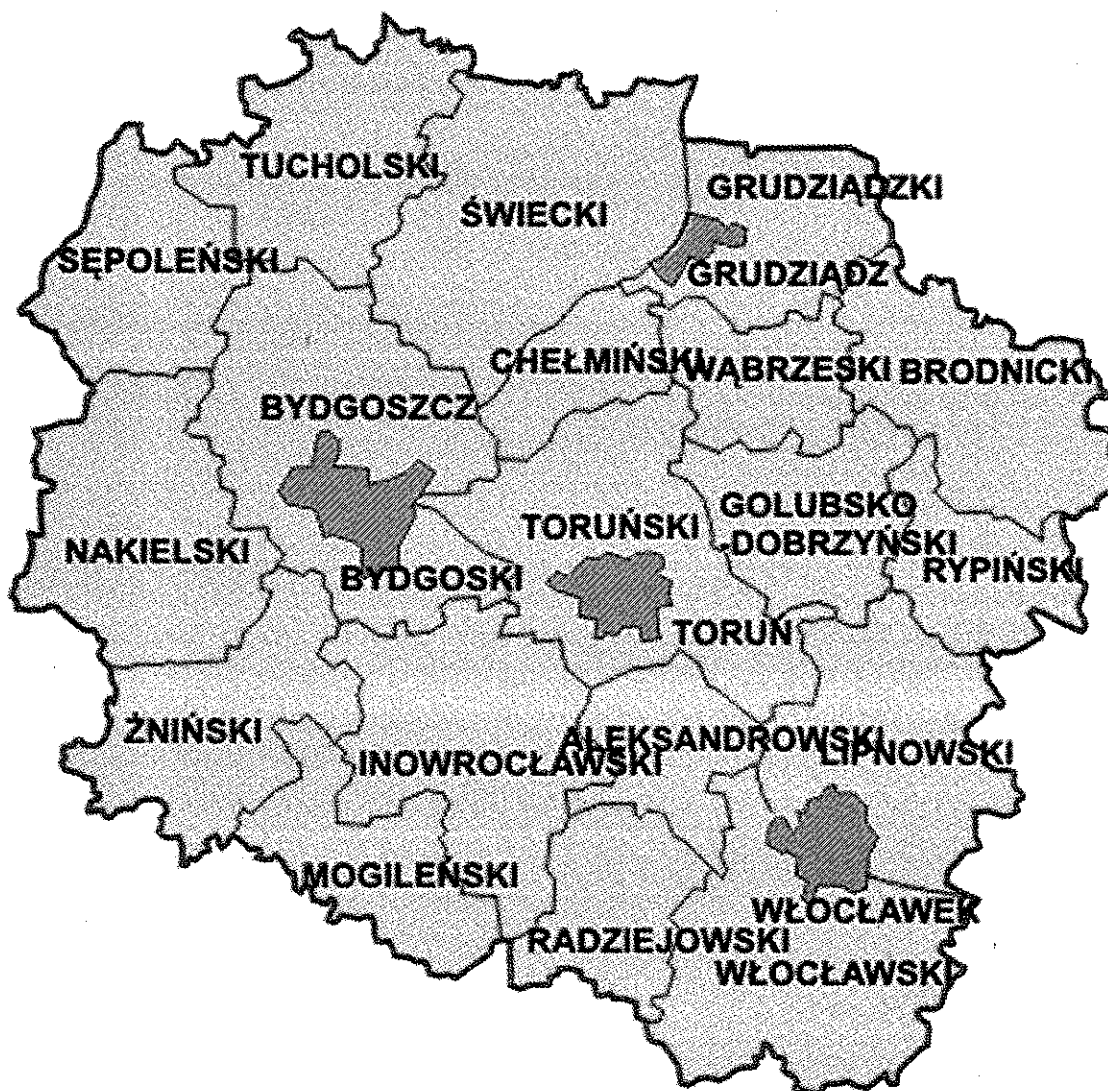 TUCHOLSKI
GRUDZIĄDZKI
ŚWIECKI
SĘPOLEŃSKI
GRUDZIĄDZ
CHEŁMIŃSKI
WĄBRZESKI
BRODNICKI
BYDGOSZCZ
GOLUBSKO
-DOBRZYŃSKI
TORUŃSKI
NAKIELSKI
BYDGOSKI
RYPIŃSKI
TORUŃ
ŻNIŃSKI
ALEKSANDROWSKI
LIPNOWSKI
INOWROCŁAWSKI
MOGILEŃSKI
WŁOCŁAWEK
RADZIEJOWSKI
WŁOCŁAWSKI